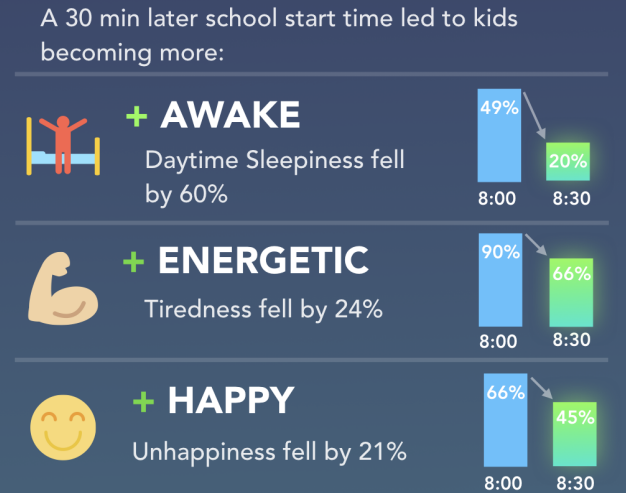 A 30 min later school start time led to kids
becoming more:
+ AWAKE
Daytime Sleepiness fell
by 60%
49%
20%
8:00
8:30
+ ENERGETIC
Tiredness fell by 24%
90%
66%
8:00
8:30
+ HAPPY
Unhappiness fell by 21%
66%
45%
8:00
8:30